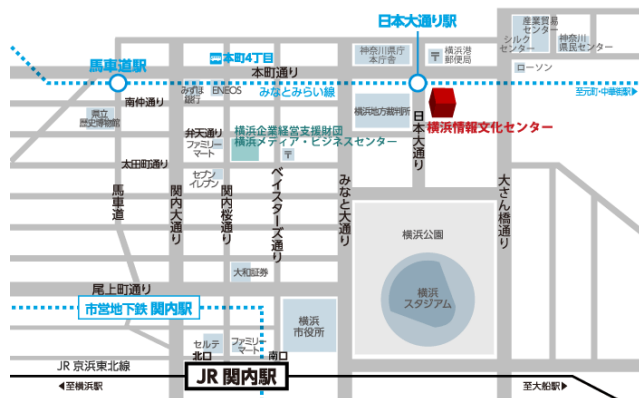 日本大通り駅
産業貿易
センター
シルク
センター
神奈川
県民センター
神奈川県庁
本庁舎
〒
横浜港
郵便局
ローソン
本町4丁目
馬車道駅
本町通り
みずほ
銀行
ENEOS
みなとみらい線
至元町・中華街駅▶
南仲通り
県立
歴史博物館
横浜地方裁判所
横浜情報文化センター
弁天通り
ファミリー
マート
横浜企業経営支援財団
横浜メディア・ビジネスセンター
〒
日本大通り
太田町通り
セブン
イレブン
馬車道
関内大通り
関内桜通り
ベイスターズ通り
みなと大通り
大さん橋通り
横浜公園
横浜
スタジアム
大和証券
尾上町通り
市営地下鉄 関内駅
横浜
市役所
セルテ
ファミリー
マート
北口
南口
JR 京浜東北線
JR 関内駅
◀至横浜駅
至大船駅▶